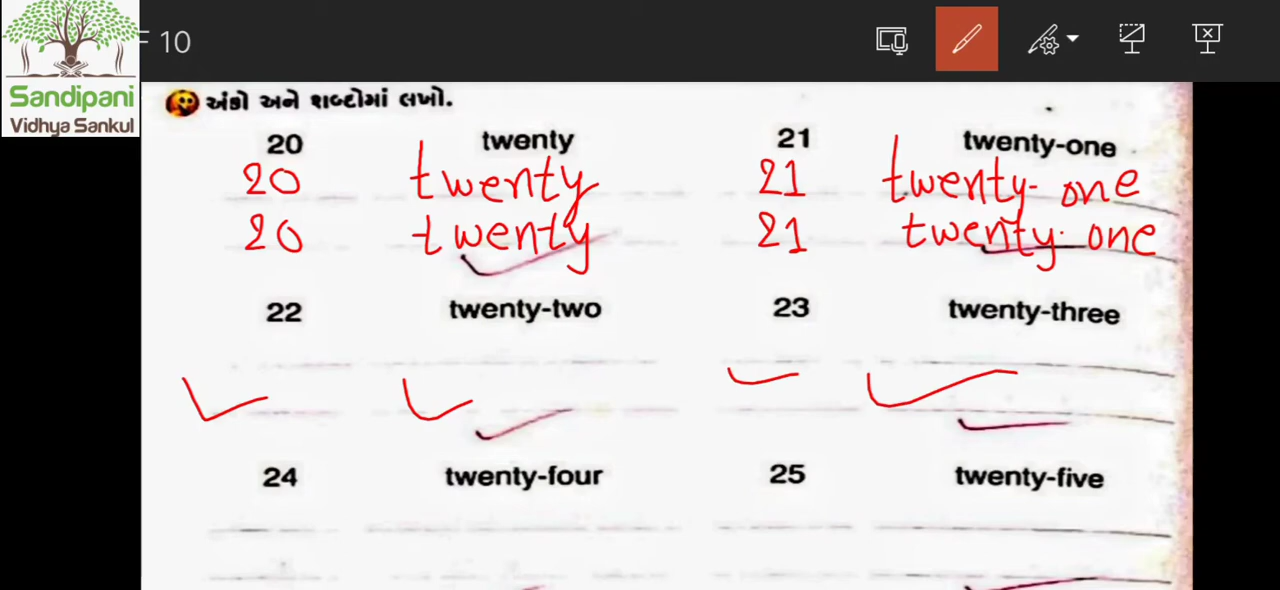 F 10
Sandipani
Vidhya Sankul
અંકો અને શબ્દોમાં લખો.
20 twenty 21 twenty-one
20 twenty 21 twenty-one
20 twenty 21 twenty-one
22 twenty-two 23 twenty-three
24 twenty-four 25 twenty-five